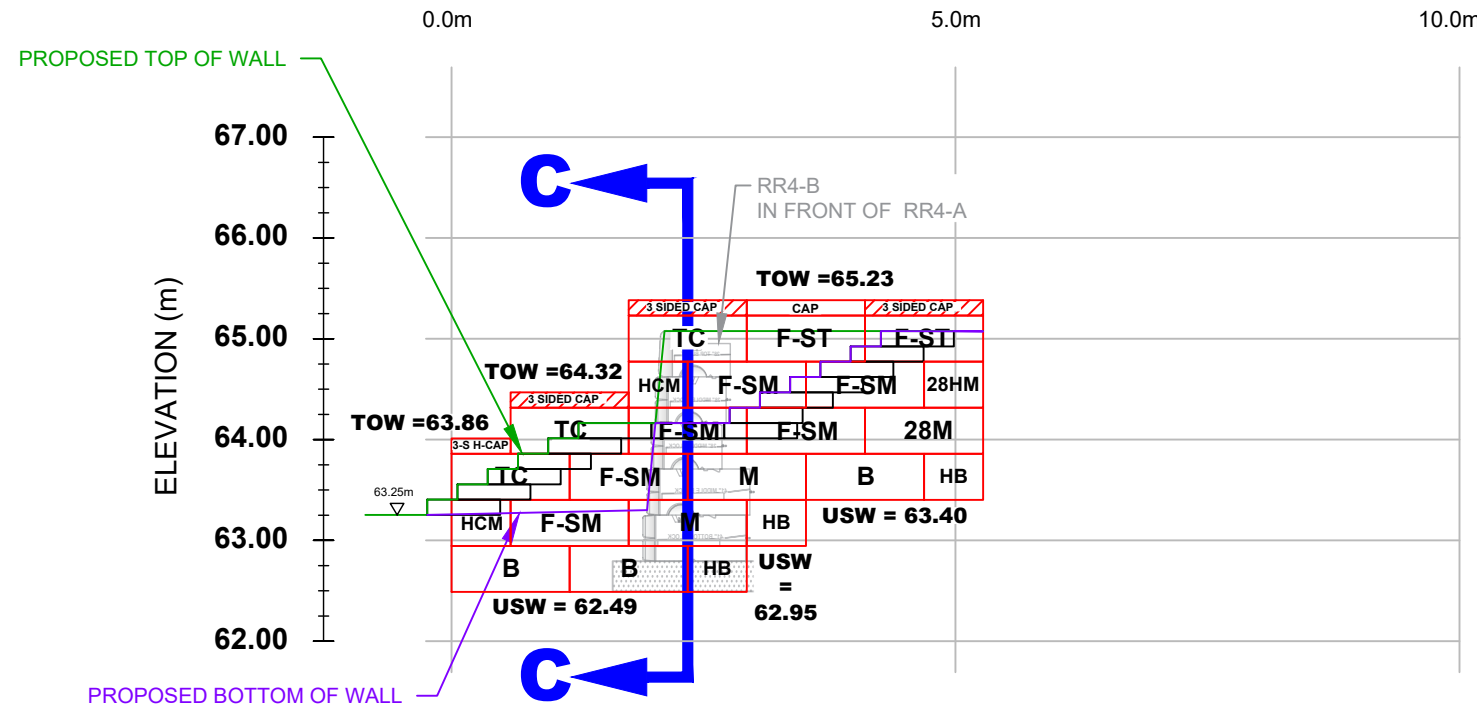 0.0m 5.0m 10.0m
PROPOSED TOP OF WALL
67.00
C
RR4-B
IN FRONT OF RR4-A
66.00
TOW =65.23
3 SIDED CAP CAP 3 SIDED CAP
65.00
TC F-ST F-ST
TOW =64.32
HCM F-SM F-SM 28HM
3 SIDED CAP
TOW =63.86
64.00
TC F-SM F-SM 28M
3-S H-CAP
ELEVATION (m)
TC F-SM M B HB
63.25m
HCM F-SM M HB
USW = 63.40
63.00
B B HB
USW
=
62.95
USW = 62.49
62.00
C
PROPOSED BOTTOM OF WALL